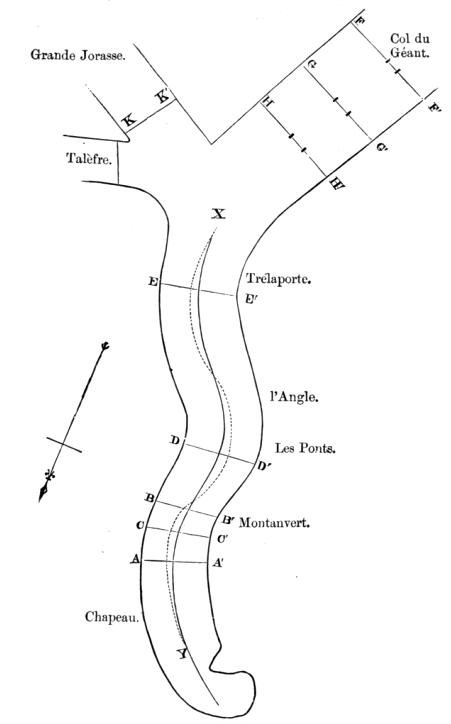 F
Grande Jorasse.
Col du
Géant.
G
K'
H
F'
K
G'
Talèfre.
H'
X
E
Trélaporte.
E'
l'Angle.
D
Les Ponts.
D'
B
B'
Montanvert.
C
C'
A
A'
Chapeau.
Y